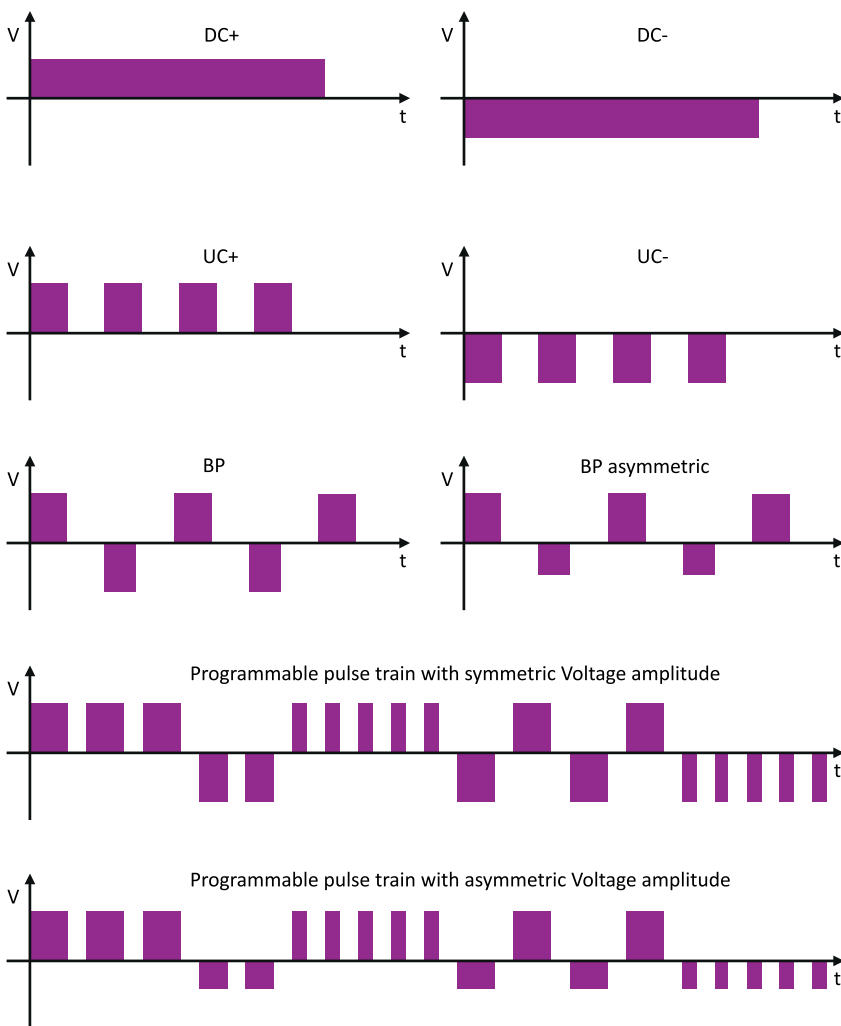 V
DC+
t
V
DC-
t
V
UC+
t
V
UC-
t
V
BP
t
V
BP asymmetric
t
Programmable pulse train with symmetric Voltage amplitude
V
t
Programmable pulse train with asymmetric Voltage amplitude
V
t